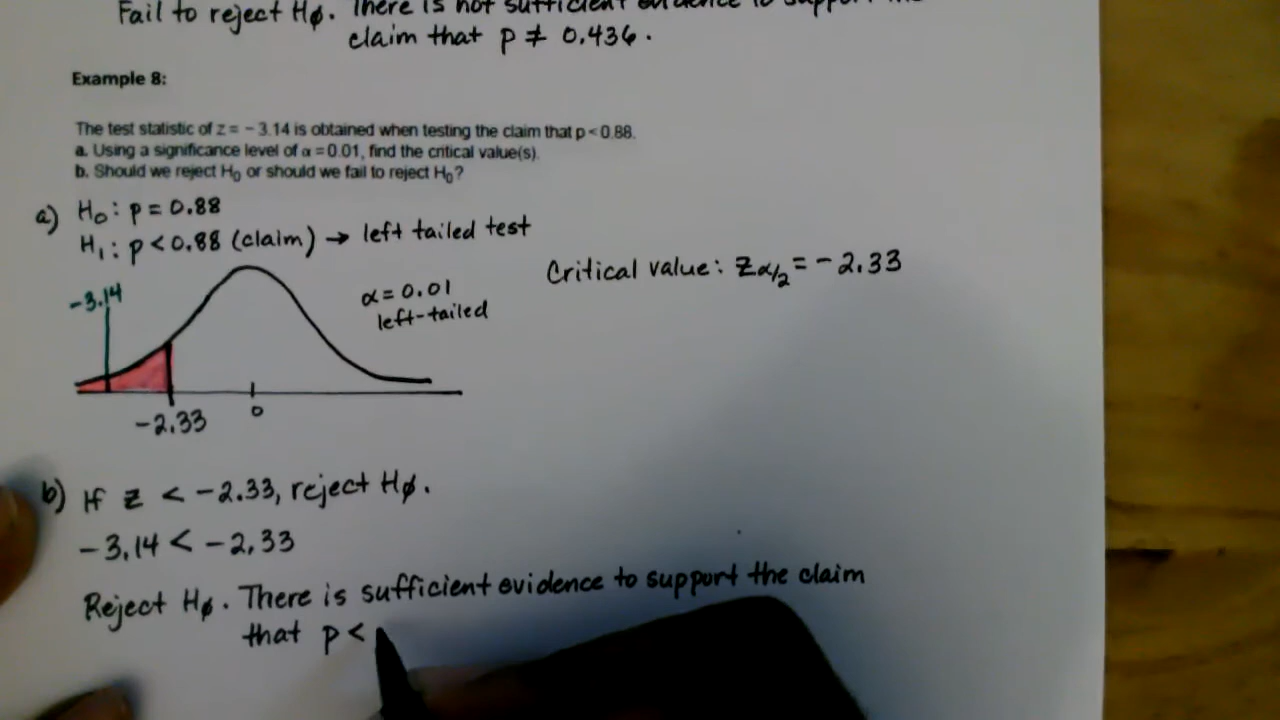 Fail to reject Hø. There is not sufficient evidence to support the
claim that p ≠ 0.436.
Example 8:
The test statistic of z = - 3.14 is obtained when testing the claim that p < 0.88.
a. Using a significance level of α = 0.01, find the critical value(s).
b. Should we reject H₀ or should we fail to reject H₀?
a) H₀: p = 0.88
H₁: p < 0.88 (claim) → left tailed test
Critical value: Zα/2 = -2.33
-3.14
α = 0.01
left-tailed
-2.33
0
b) If z < -2.33, reject Hø.
-3.14 < -2.33
Reject Hø. There is sufficient evidence to support the claim
that p <